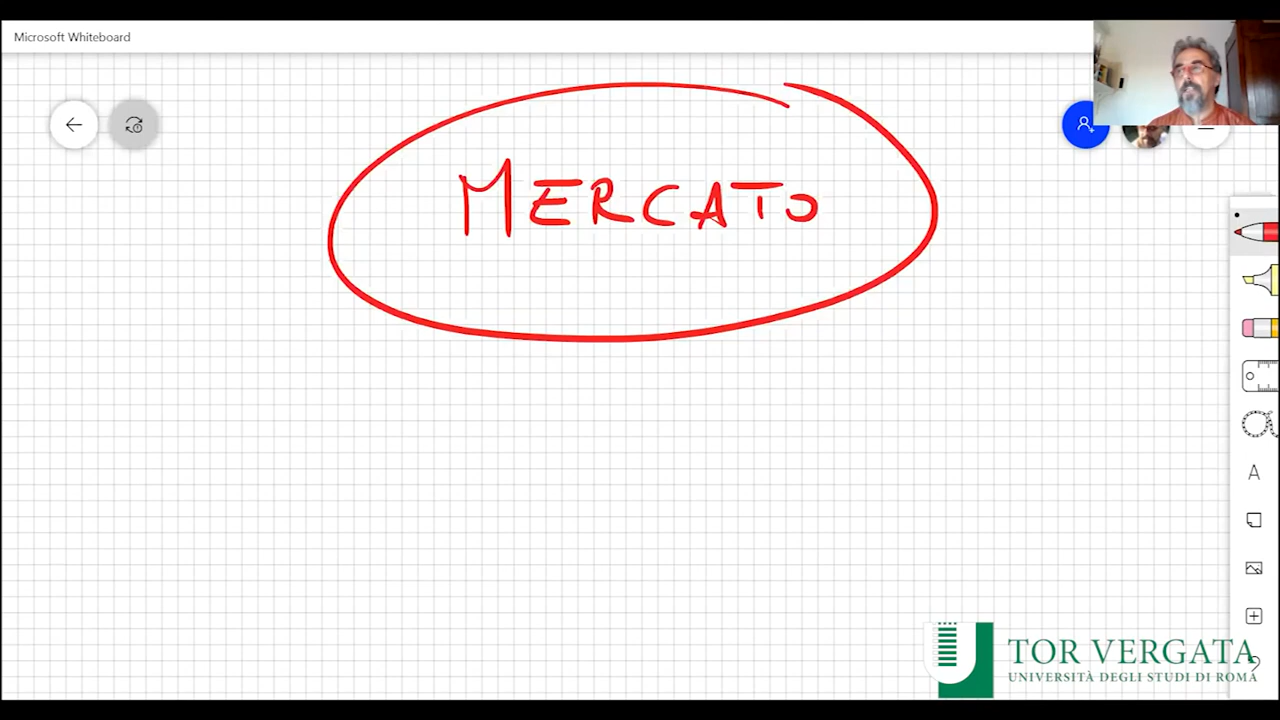 Microsoft Whiteboard
MERCATO
A
TOR VERGATA
UNIVERSITÀ DEGLI STUDI DI ROMA